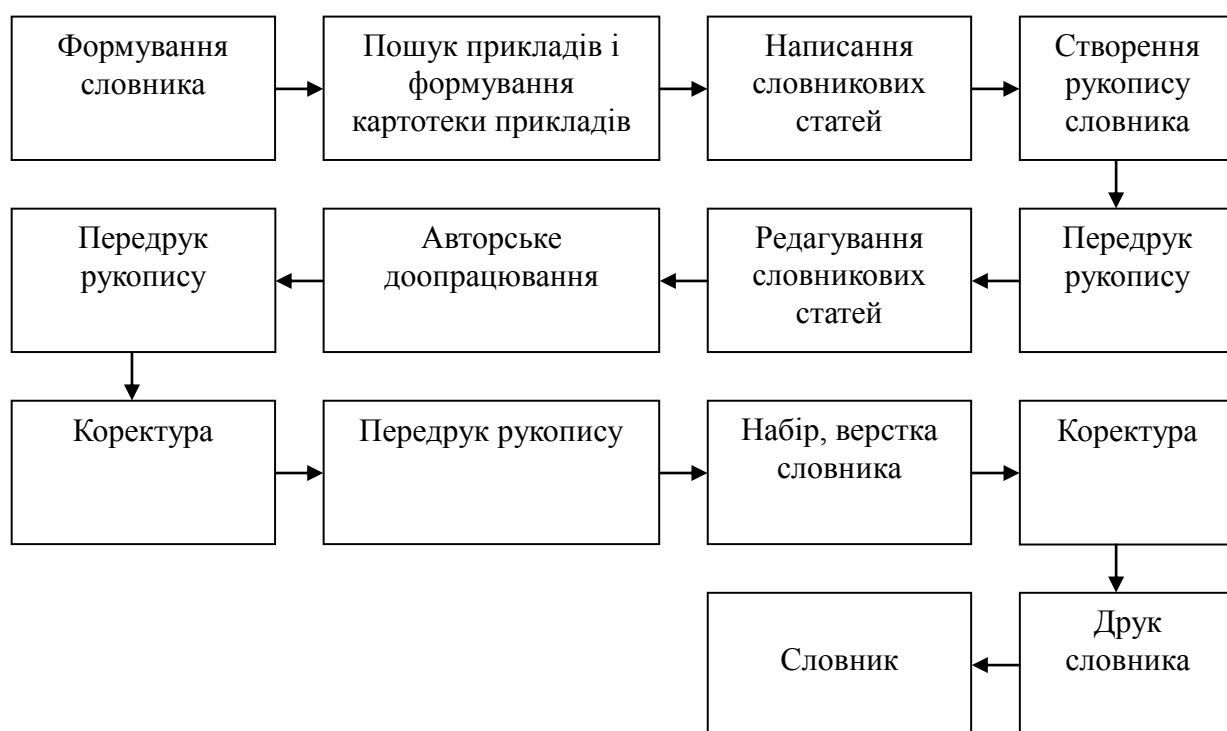 Формування
словника
Пошук прикладів і
формування
картотеки прикладів
Написання
словникових
статей
Створення
рукопису
словника
Передрук
рукопису
Авторське
доопрацювання
Редагування
словникових
статей
Передрук
рукопису
Коректура
Передрук рукопису
Набір, верстка
словника
Коректура
Словник
Друк
словника